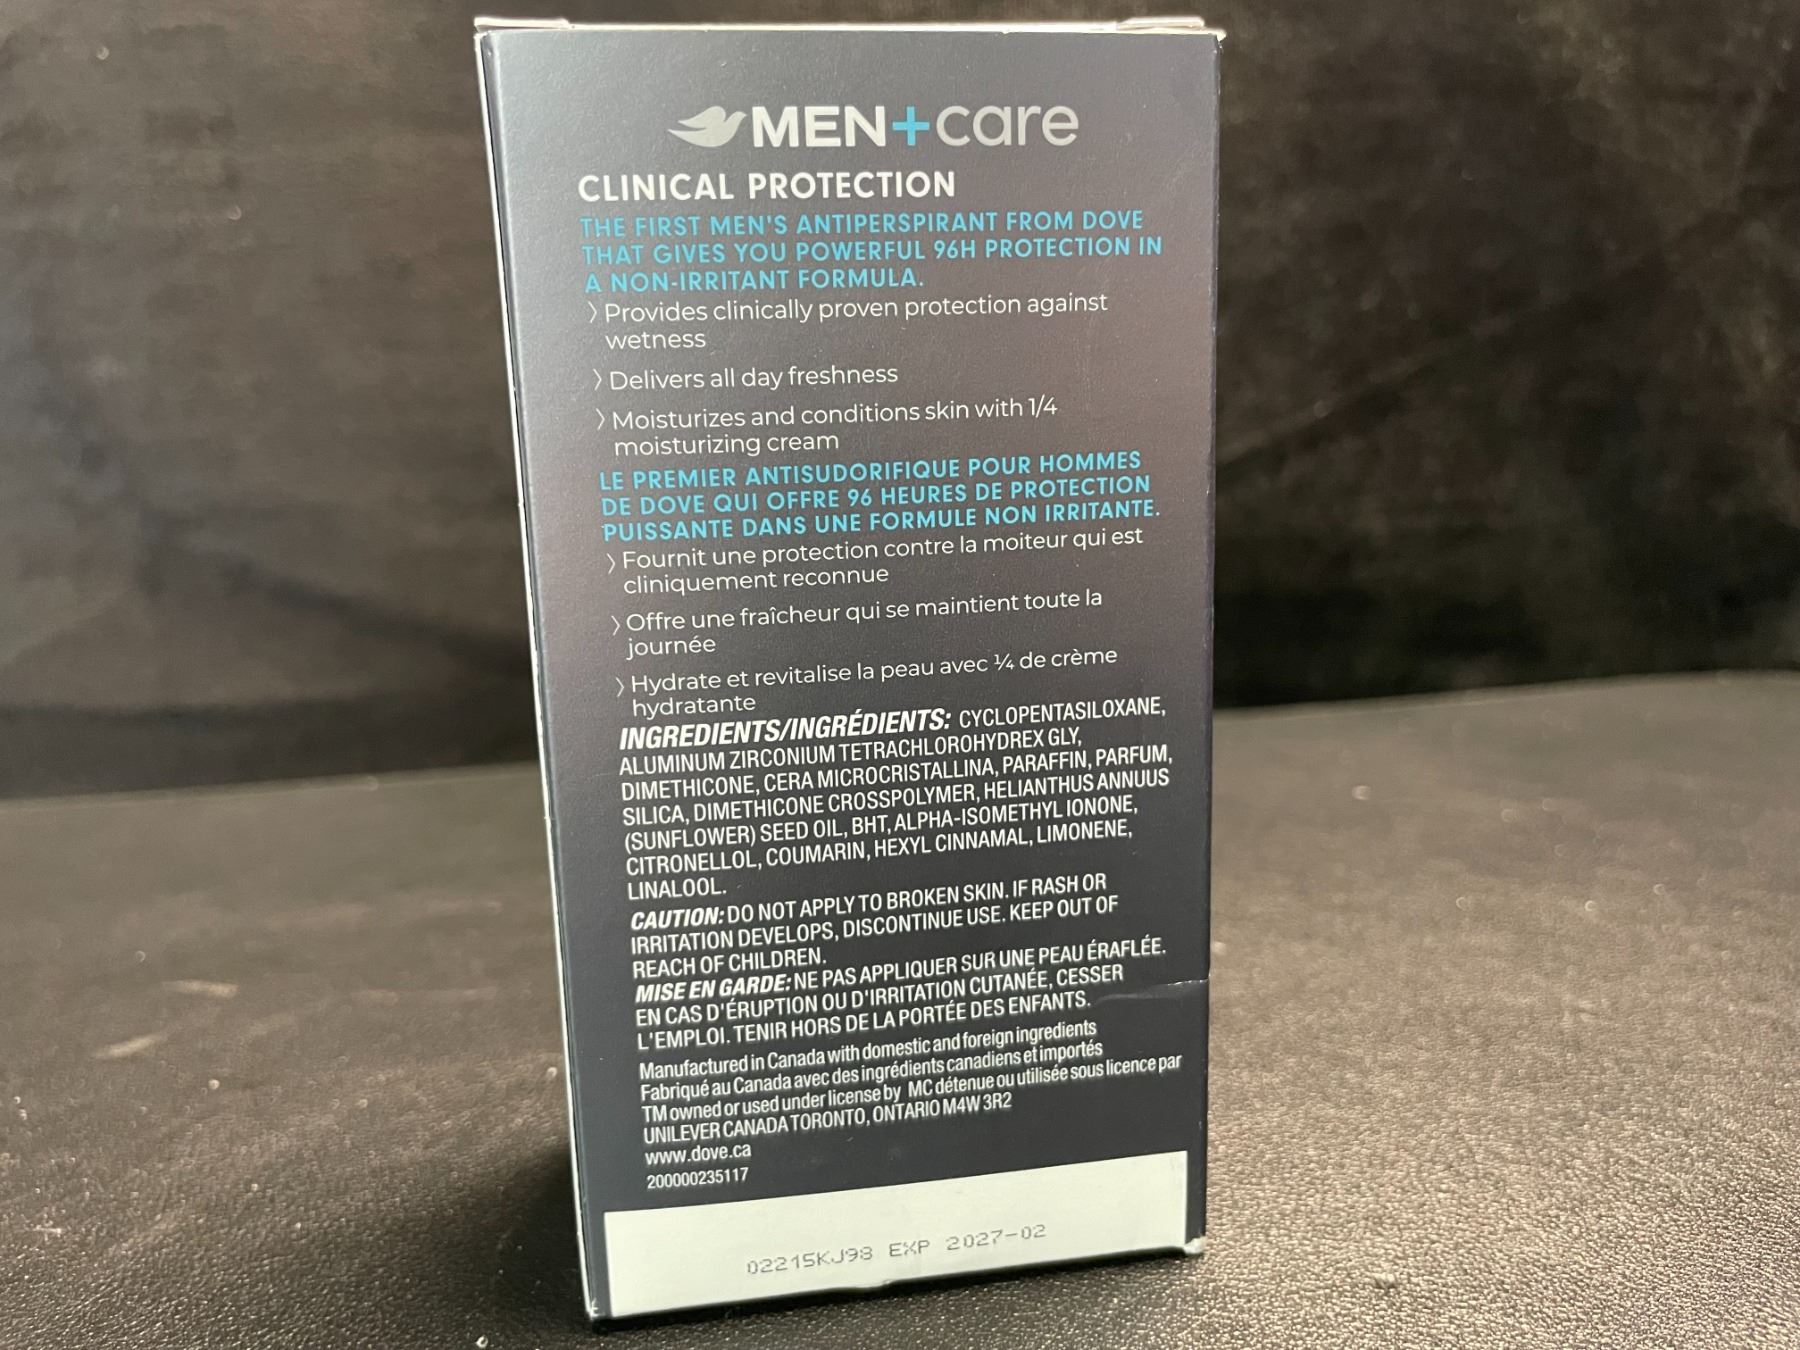 MEN+care
CLINICAL PROTECTION
THE FIRST MEN'S ANTIPERSPIRANT FROM DOVE
THAT GIVES YOU POWERFUL 96H PROTECTION IN
A NON-IRRITANT FORMULA.
〉Provides clinically proven protection against
wetness
〉Delivers all day freshness
〉Moisturizes and conditions skin with 1/4
moisturizing cream
LE PREMIER ANTISUDORIFIQUE POUR HOMMES
DE DOVE QUI OFFRE 96 HEURES DE PROTECTION
PUISSANTE DANS UNE FORMULE NON IRRITANTE.
〉Fournit une protection contre la moiteur qui est
cliniquement reconnue
〉Offre une fraîcheur qui se maintient toute la
journée
〉Hydrate et revitalise la peau avec ¼ de crème
hydratante
INGREDIENTS/INGRÉDIENTS: CYCLOPENTASILOXANE,
ALUMINUM ZIRCONIUM TETRACHLOROHYDREX GLY,
DIMETHICONE, CERA MICROCRISTALLINA, PARAFFIN, PARFUM,
SILICA, DIMETHICONE CROSSPOLYMER, HELIANTHUS ANNUUS
(SUNFLOWER) SEED OIL, BHT, ALPHA-ISOMETHYL IONONE,
CITRONELLOL, COUMARIN, HEXYL CINNAMAL, LIMONENE,
LINALOOL.
CAUTION: DO NOT APPLY TO BROKEN SKIN. IF RASH OR
IRRITATION DEVELOPS, DISCONTINUE USE. KEEP OUT OF
REACH OF CHILDREN.
MISE EN GARDE: NE PAS APPLIQUER SUR UNE PEAU ÉRAFLÉE.
EN CAS D'ÉRUPTION OU D'IRRITATION CUTANÉE, CESSER
L'EMPLOI. TENIR HORS DE LA PORTÉE DES ENFANTS.
Manufactured in Canada with domestic and foreign ingredients
Fabriqué au Canada avec des ingrédients canadiens et importés
TM owned or used under license by MC détenue ou utilisée sous licence par
UNILEVER CANADA TORONTO, ONTARIO M4W 3R2
www.dove.ca
200000235117
02215KJ98 EXP 2027-02